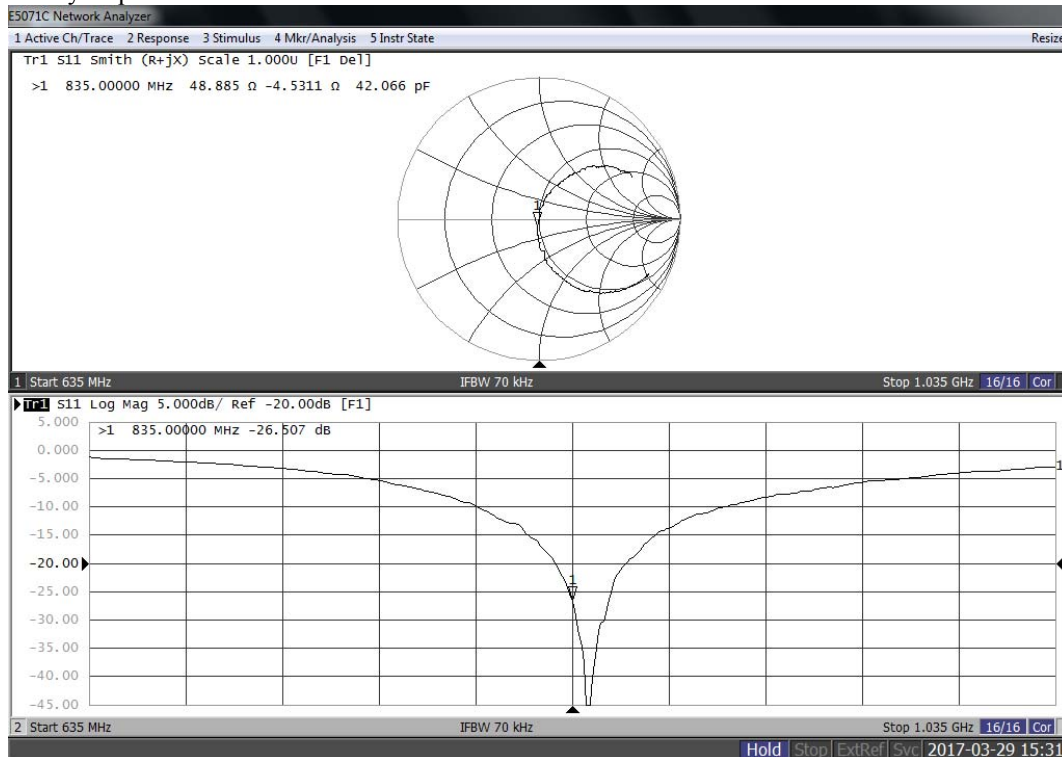 E5071C Network Analyzer
1 Active Ch/Trace 2 Response 3 Stimulus 4 Mkr/Analysis 5 Instr State Resize
Tr1 S11 Smith (R+jX) Scale 1.000U [F1 Del]
>1 835.00000 MHz 48.885 Ω -4.5311 Ω 42.066 pF
1
1 Start 635 MHz IFBW 70 kHz Stop 1.035 GHz 16/16 Cor
Tr1 S11 Log Mag 5.000dB/ Ref -20.00dB [F1]
5.000
>1 835.00000 MHz -26.507 dB
0.000
1
-5.000
-10.00
-15.00
-20.00
1
-25.00
-30.00
-35.00
-40.00
-45.00
2 Start 635 MHz IFBW 70 kHz Stop 1.035 GHz 16/16 Cor
Hold Stop ExtRef Svc 2017-03-29 15:31